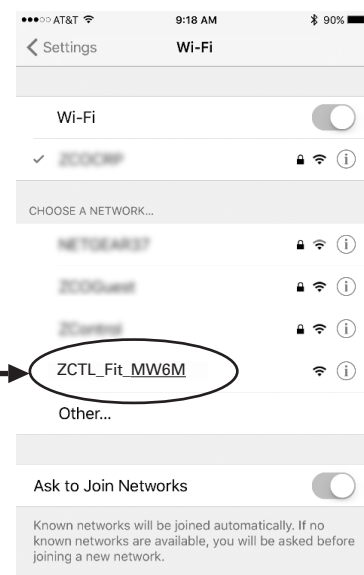 AT&T 9:18 AM 90%
Settings Wi-Fi
Wi-Fi
CHOOSE A NETWORK...
ZCTL_Fit_MW6M
Other...
Ask to Join Networks
Known networks will be joined automatically. If no
known networks are available, you will be asked before
joining a new network.